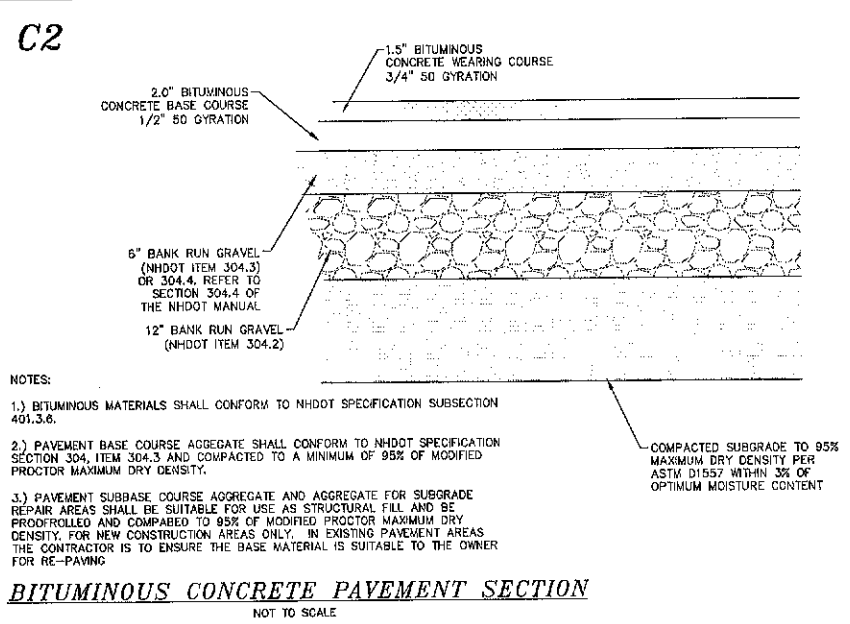 C2
1.5" BITUMINOUS
CONCRETE WEARING COURSE
3/4" 50 GYRATION
2.0" BITUMINOUS
CONCRETE BASE COURSE
1/2" 50 GYRATION
6" BANK RUN GRAVEL
(NHDOT ITEM 304.3)
OR 304.4, REFER TO
SECTION 304.4 OF
THE NHDOT MANUAL
12" BANK RUN GRAVEL
(NHDOT ITEM 304.2)
NOTES:
1.) BITUMINOUS MATERIALS SHALL CONFORM TO NHDOT SPECIFICATION SUBSECTION
401.3.6.
2.) PAVEMENT BASE COURSE AGGEGATE SHALL CONFORM TO NHDOT SPECIFICATION
SECTION 304, ITEM 304.3 AND COMPACTED TO A MINIMUM OF 95% OF MODIFIED
PROCTOR MAXIMUM DRY DENSITY.
3.) PAVEMENT SUBBASE COURSE AGGREGATE AND AGGREGATE FOR SUBGRADE
REPAIR AREAS SHALL BE SUITABLE FOR USE AS STRUCTURAL FILL AND BE
PROOFROLLED AND COMPABED TO 95% OF MODIFIED PROCTOR MAXIMUM DRY
DENSITY. FOR NEW CONSTRUCTION AREAS ONLY. IN EXISTING PAVEMENT AREAS
THE CONTRACTOR IS TO ENSURE THE BASE MATERIAL IS SUITABLE TO THE OWNER
FOR RE-PAVING
COMPACTED SUBGRADE TO 95%
MAXIMUM DRY DENSITY PER
ASTM D1557 WITHIN 3% OF
OPTIMUM MOISTURE CONTENT
BITUMINOUS CONCRETE PAVEMENT SECTION
NOT TO SCALE